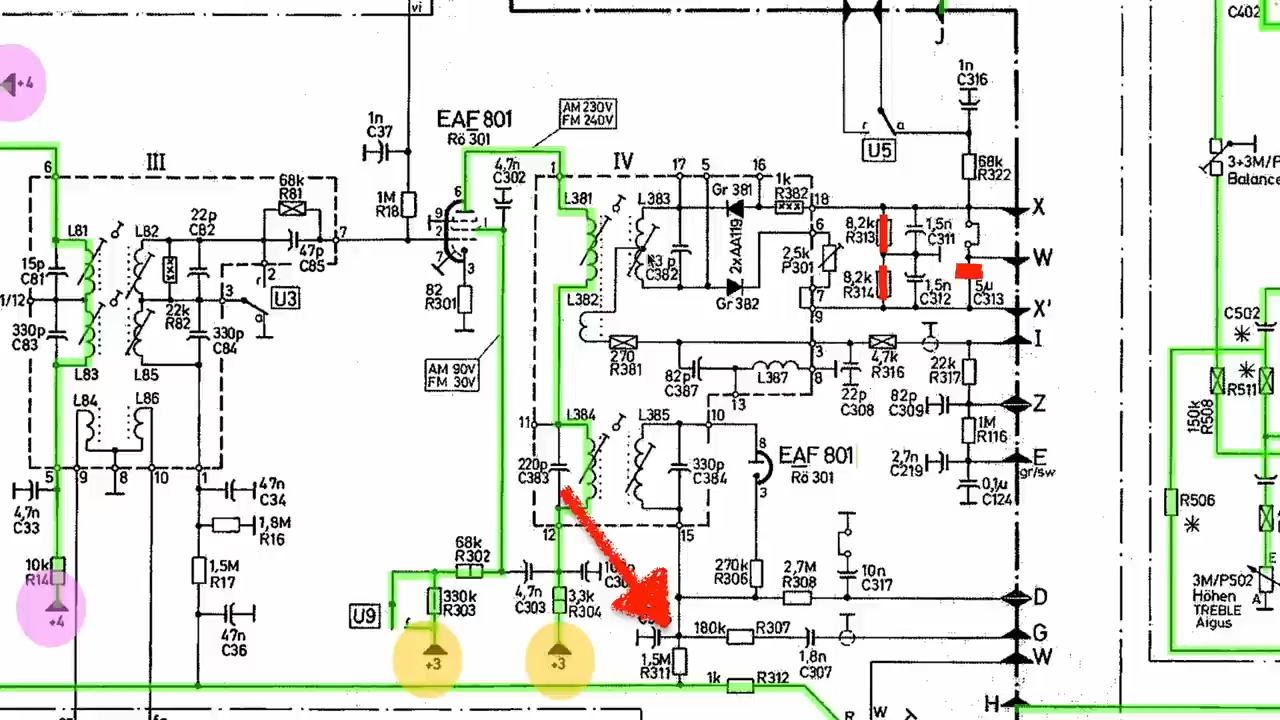 vi
J
C402
+4
1n
C316
1n
C37
EAF 801
Rö 301
AM 230V
FM 240V
r
a
U5
68k
R322
3+3M/P
Balance
6
III
68k
R81
1M
R18
6
9
2
1
3
7
4,7n
C302
1
IV
17
5
16
L381
L383
Gr 381
1k
R382
18
X
L81
L82
22p
C82
47p
C85
7
2xAA119
6
8,2k
R313
1,5n
C311
2,5k
P301
C382
W
15p
C81
1/12
330p
C83
22k
R82
3
2
U3
a
330p
C84
82
R301
L382
Gr 382
7
9
8,2k
R314
1,5n
C312
5µ
C313
X'
C502
I
L83
L85
AM 90V
FM 30V
270
R381
3
4,7k
R316
82p
C387
L387
8
13
22p
C308
22k
R317
82p
C309
Z
R511
150k
R508
L84
L86
11
L384
L385
10
8
EAF 801
Rö 301
3
1M
R116
2,7n
C219
E
gr/sw
0,1µ
C124
220p
C383
330p
C384
5
9
8
10
1
4,7n
C33
47n
C34
1,8M
R16
12
15
R506
10k
R14
1,5M
R17
68k
R302
270k
R306
2,7M
R308
10n
C317
330k
R303
4,7n
C303
3,3k
R304
D
3M/P502
Höhen
TREBLE
Aigus
E
A
U9
+4
47n
C36
+3
+3
180k
R307
1,8n
C307
G
1,5M
R311
W
1k
R312
H
R
W